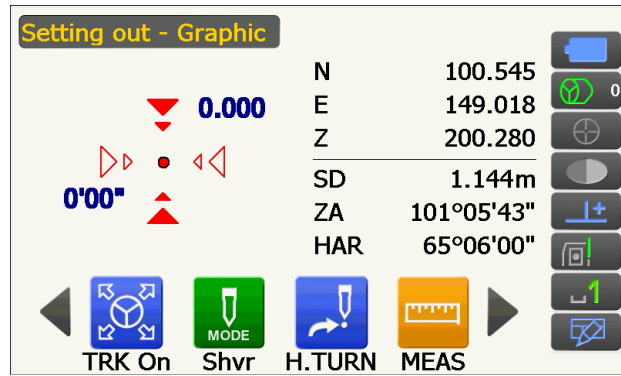 Setting out - Graphic
N 100.545
E 149.018
Z 200.280
SD 1.144m
ZA 101°05'43"
HAR 65°06'00"
0.000
0'00"
0
1
MODE
TRK On Shvr H.TURN MEAS